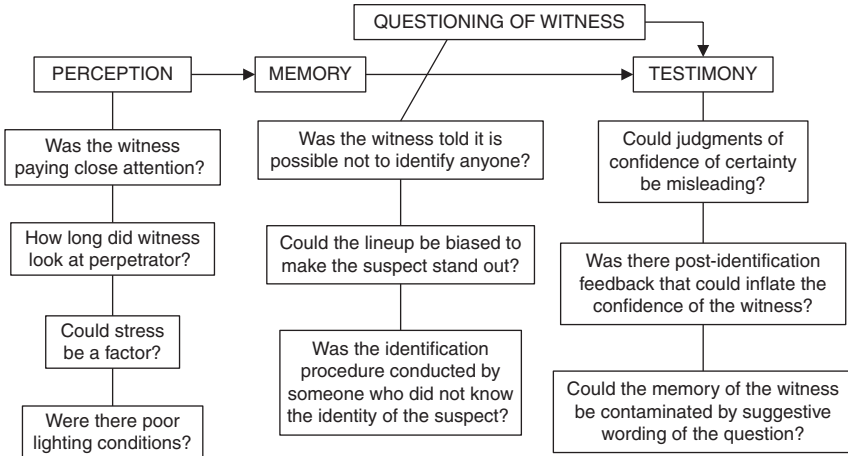 QUESTIONING OF WITNESS
PERCEPTION
MEMORY
TESTIMONY
Was the witness
paying close attention?
How long did witness
look at perpetrator?
Could stress
be a factor?
Were there poor
lighting conditions?
Was the witness told it is
possible not to identify anyone?
Could the lineup be biased to
make the suspect stand out?
Was the identification
procedure conducted by
someone who did not know
the identity of the suspect?
Could judgments of
confidence of certainty
be misleading?
Was there post-identification
feedback that could inflate the
confidence of the witness?
Could the memory of the witness
be contaminated by suggestive
wording of the question?